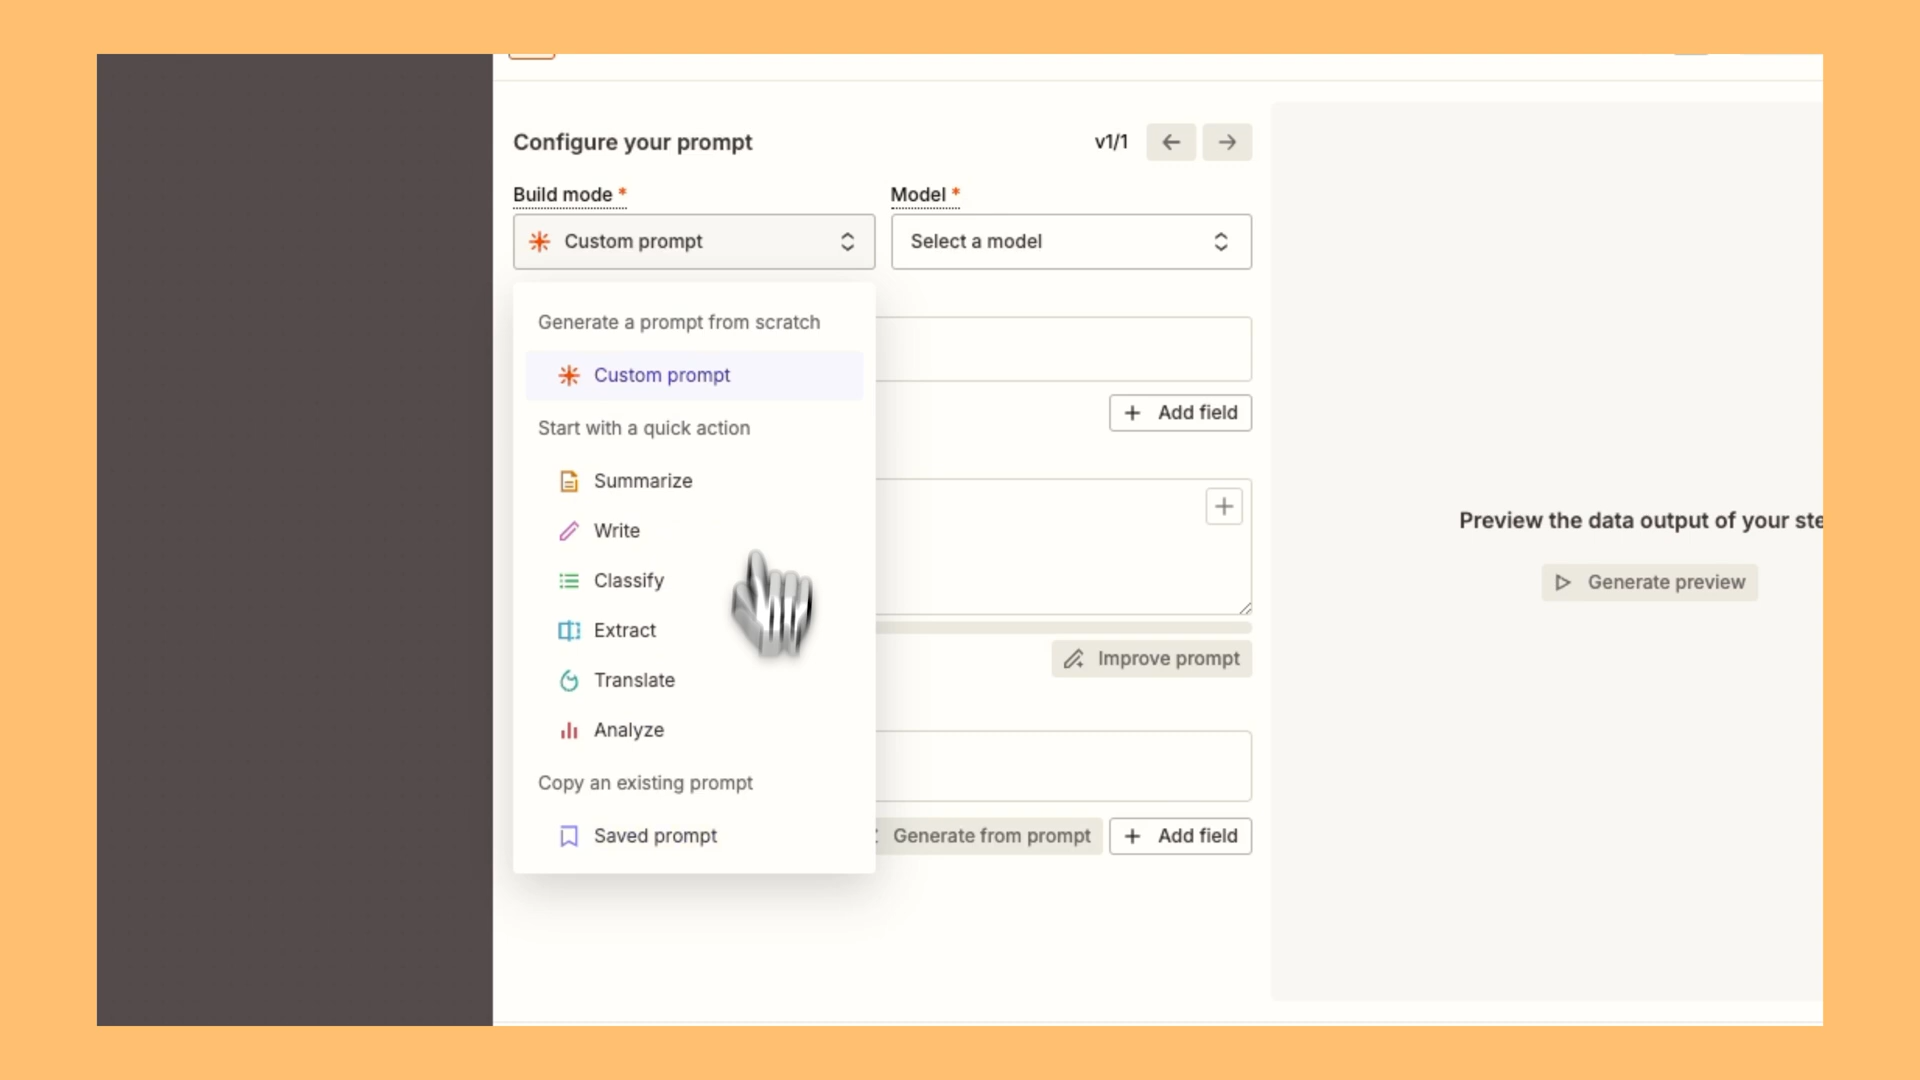 Configure your prompt
v1/1
Build mode *
Model *
Custom prompt
Select a model
Generate a prompt from scratch
Custom prompt
Start with a quick action
Add field
Summarize
Write
Classify
Extract
Translate
Analyze
Improve prompt
Copy an existing prompt
Saved prompt
Generate from prompt
Add field
Preview the data output of your ste
Generate preview